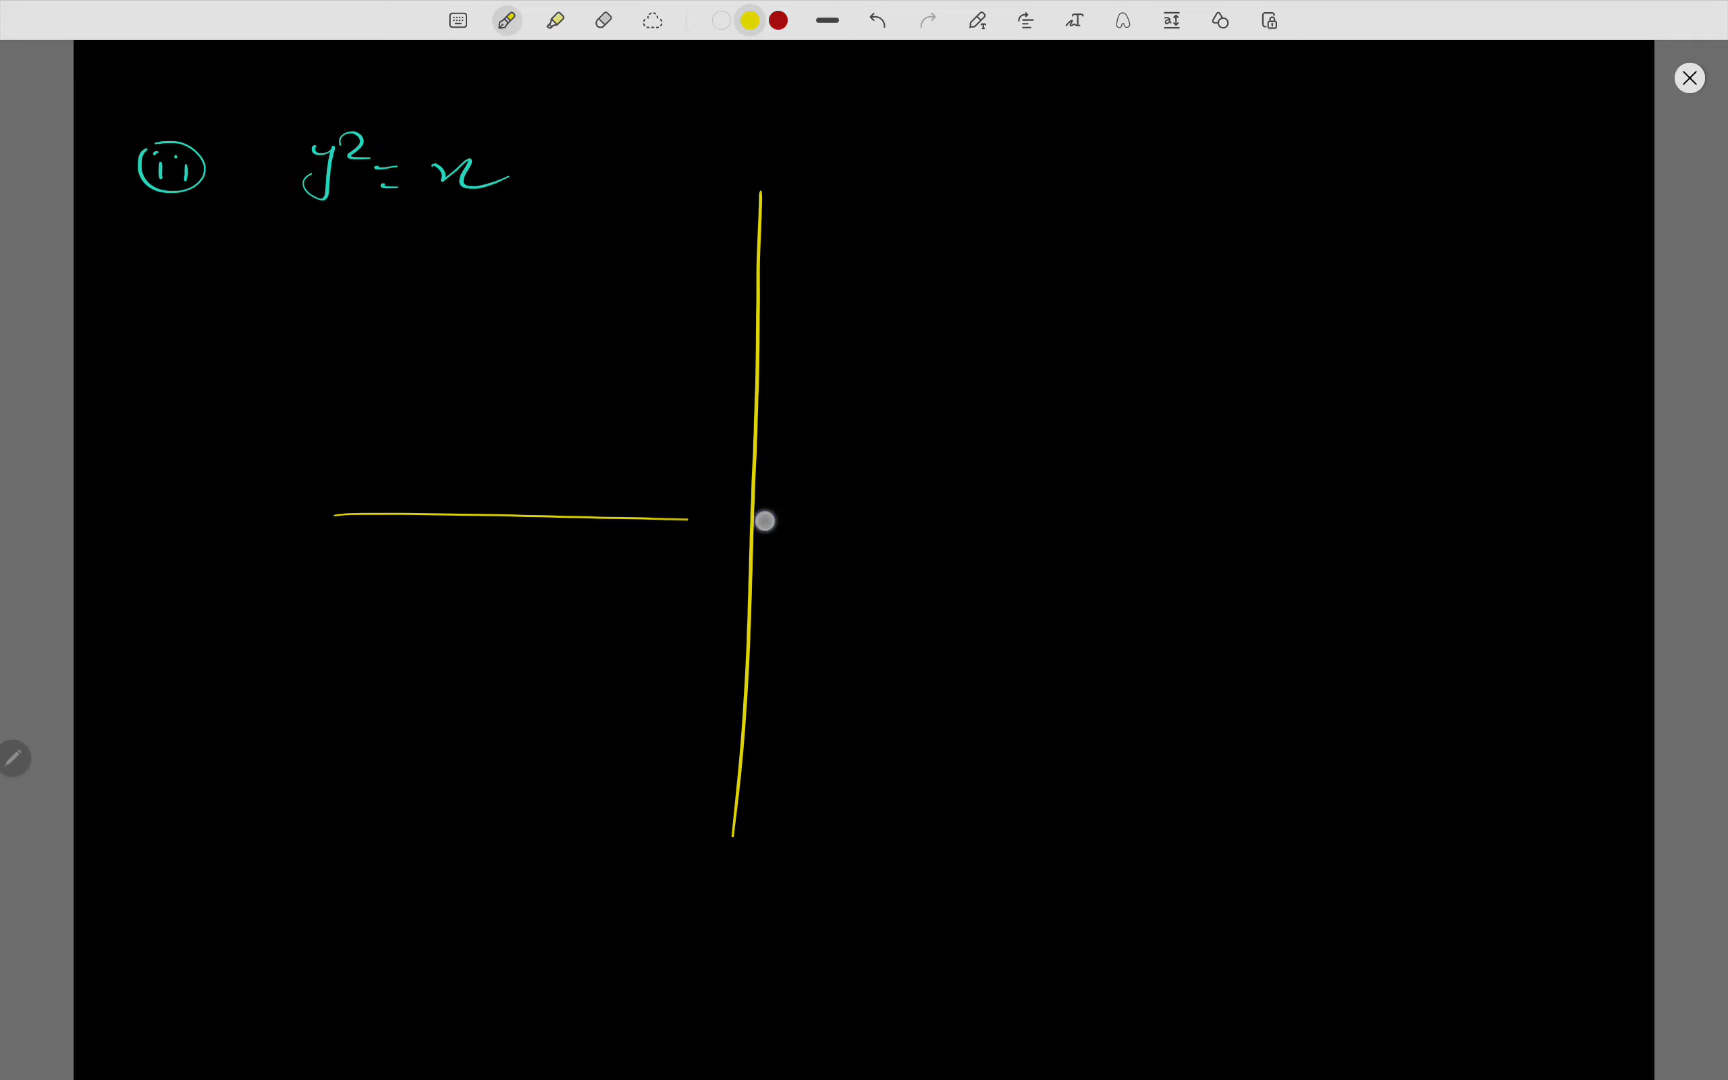 (ii) y² = x